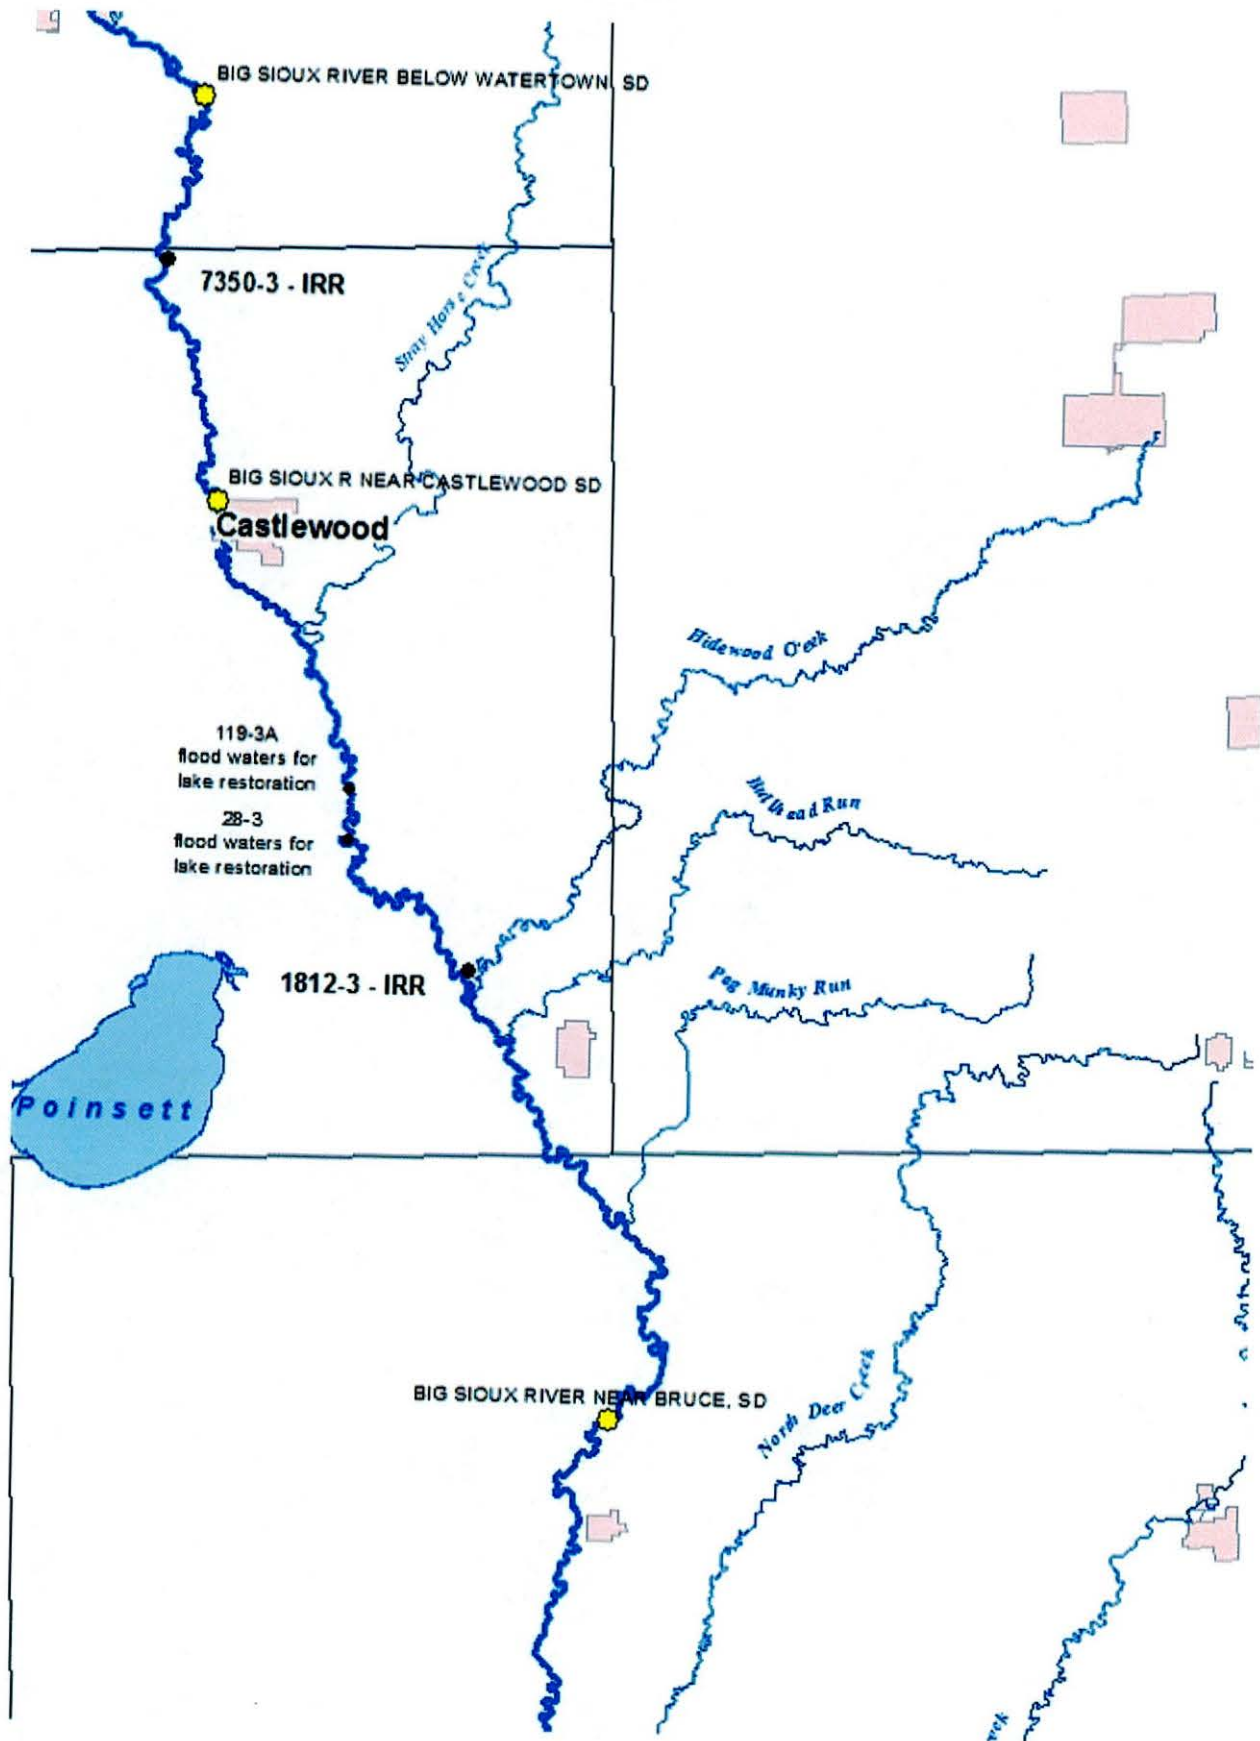 BIG SIOUX RIVER BELOW WATERTOWN, SD
7350-3 - IRR
Stray Horse Creek
BIG SIOUX R NEAR CASTLEWOOD SD
Castlewood
Hidewood Creek
119-3A
flood waters for
lake restoration
28-3
flood waters for
lake restoration
Run
1812-3 - IRR
Peg Munky Run
Poinsett
BIG SIOUX RIVER NEAR BRUCE, SD
North Deer Creek